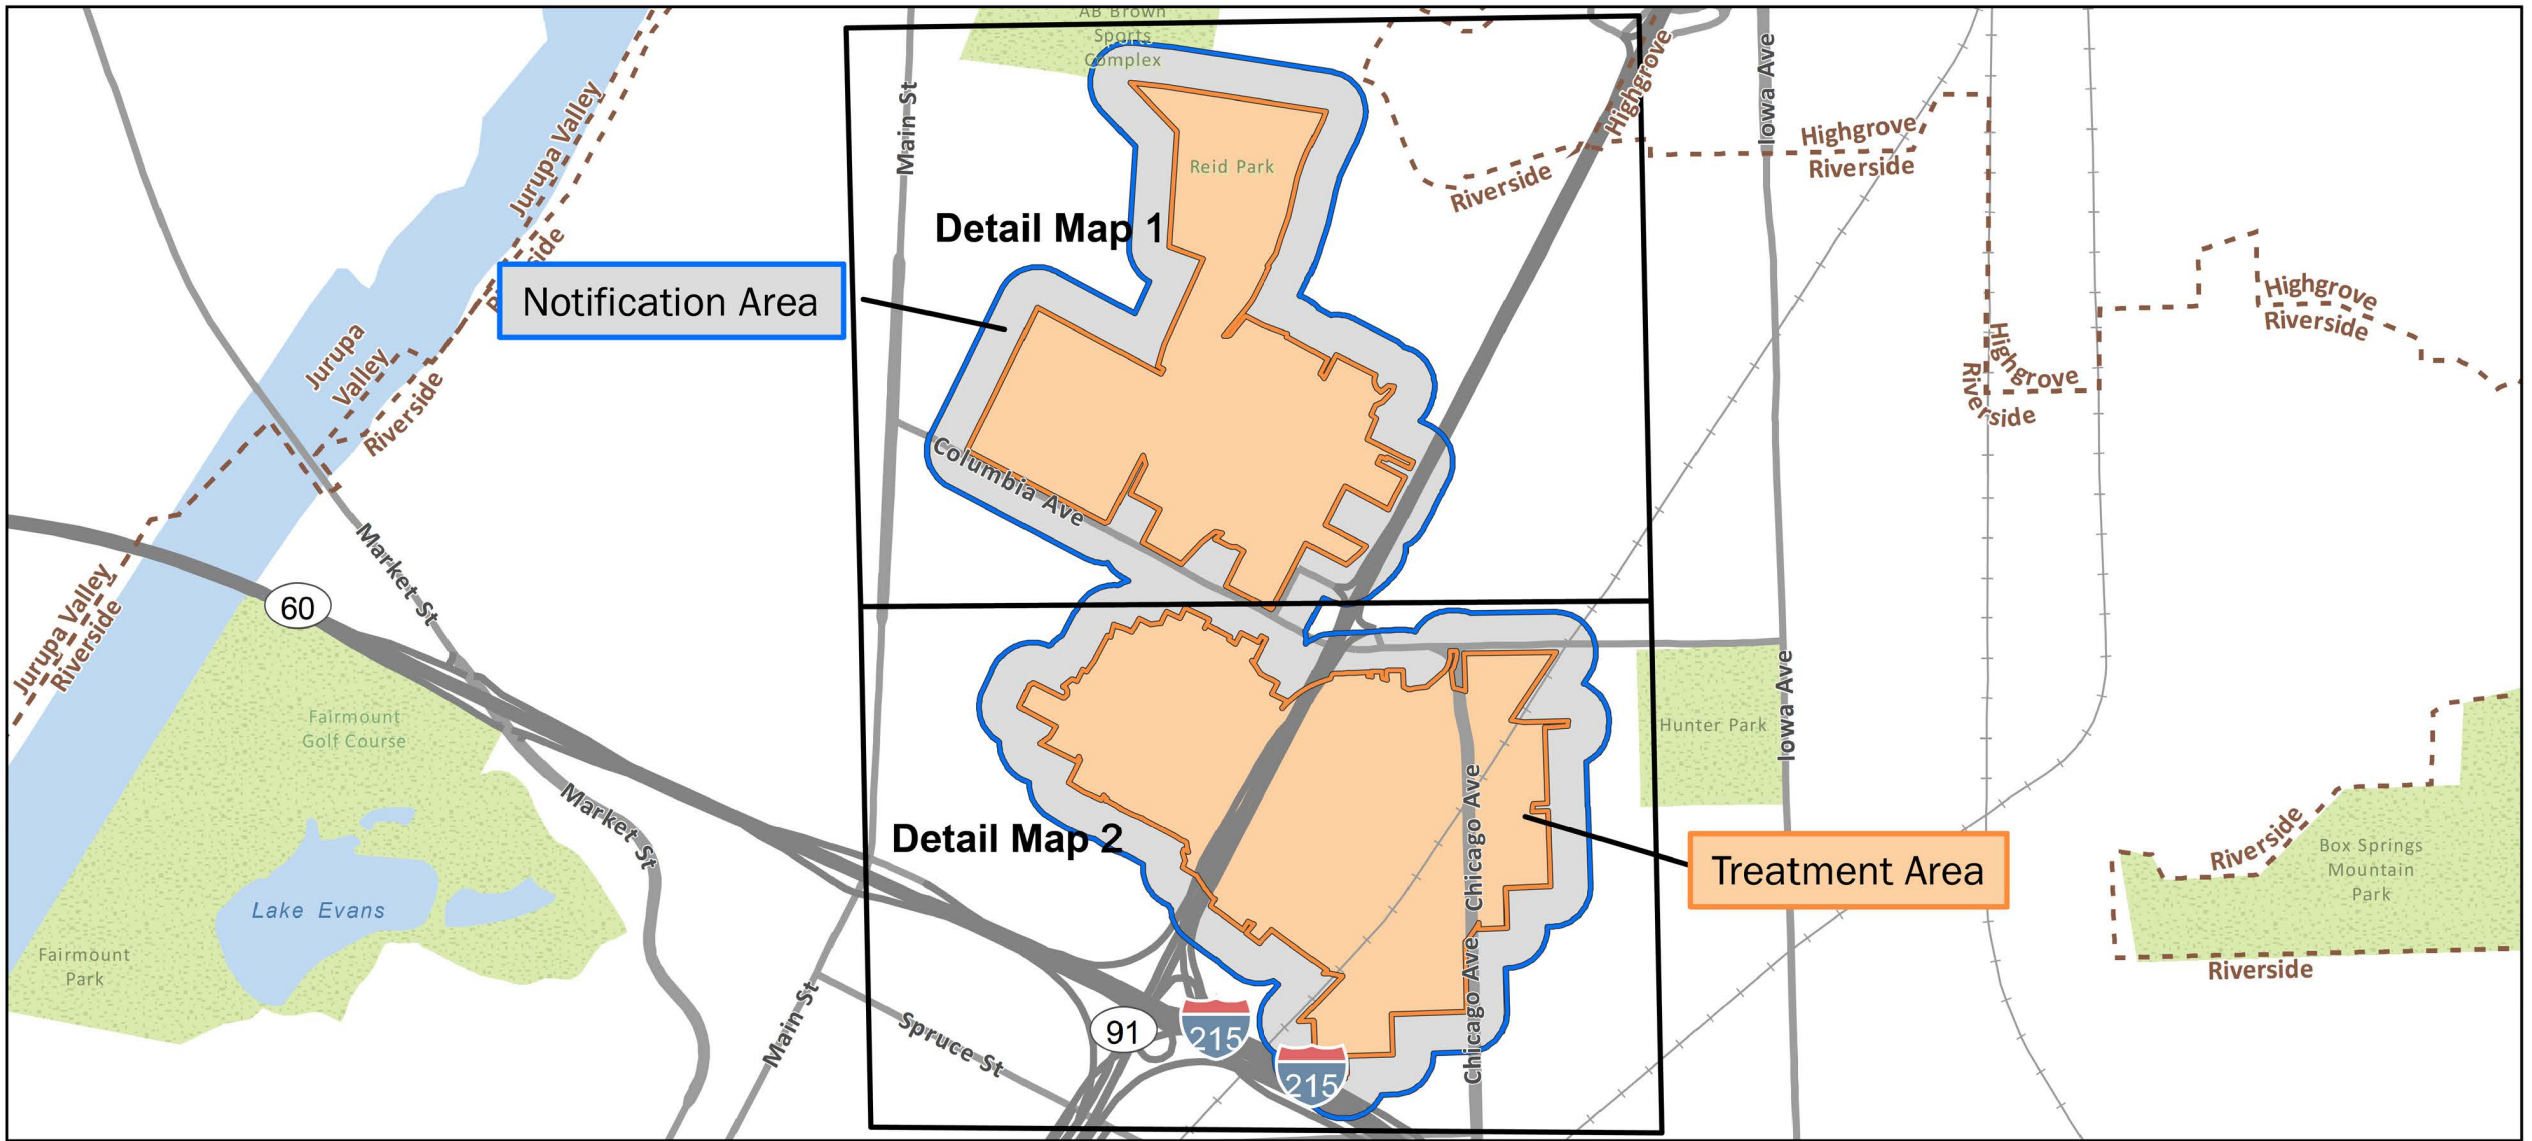 AB Brown
Sports
Complex
Main St
Iowa Ave
Highgrove
Riverside
Highgrove
Riverside
Jurupa Valley
Reid Park
Detail Map 1
Notification Area
Highgrove
Riverside
Highgrove
Riverside
Jurupa
Valley
Riverside
Columbia Ave
Market St
60
Jurupa Valley
Riverside
Fairmount
Golf Course
Hunter Park
Iowa Ave
Market St
Detail Map 2
Chicago Ave
Treatment Area
Riverside
Box Springs
Mountain
Park
Lake Evans
Fairmount
Park
Chicago Ave
Riverside
Main St
Spruce St
91
215
215